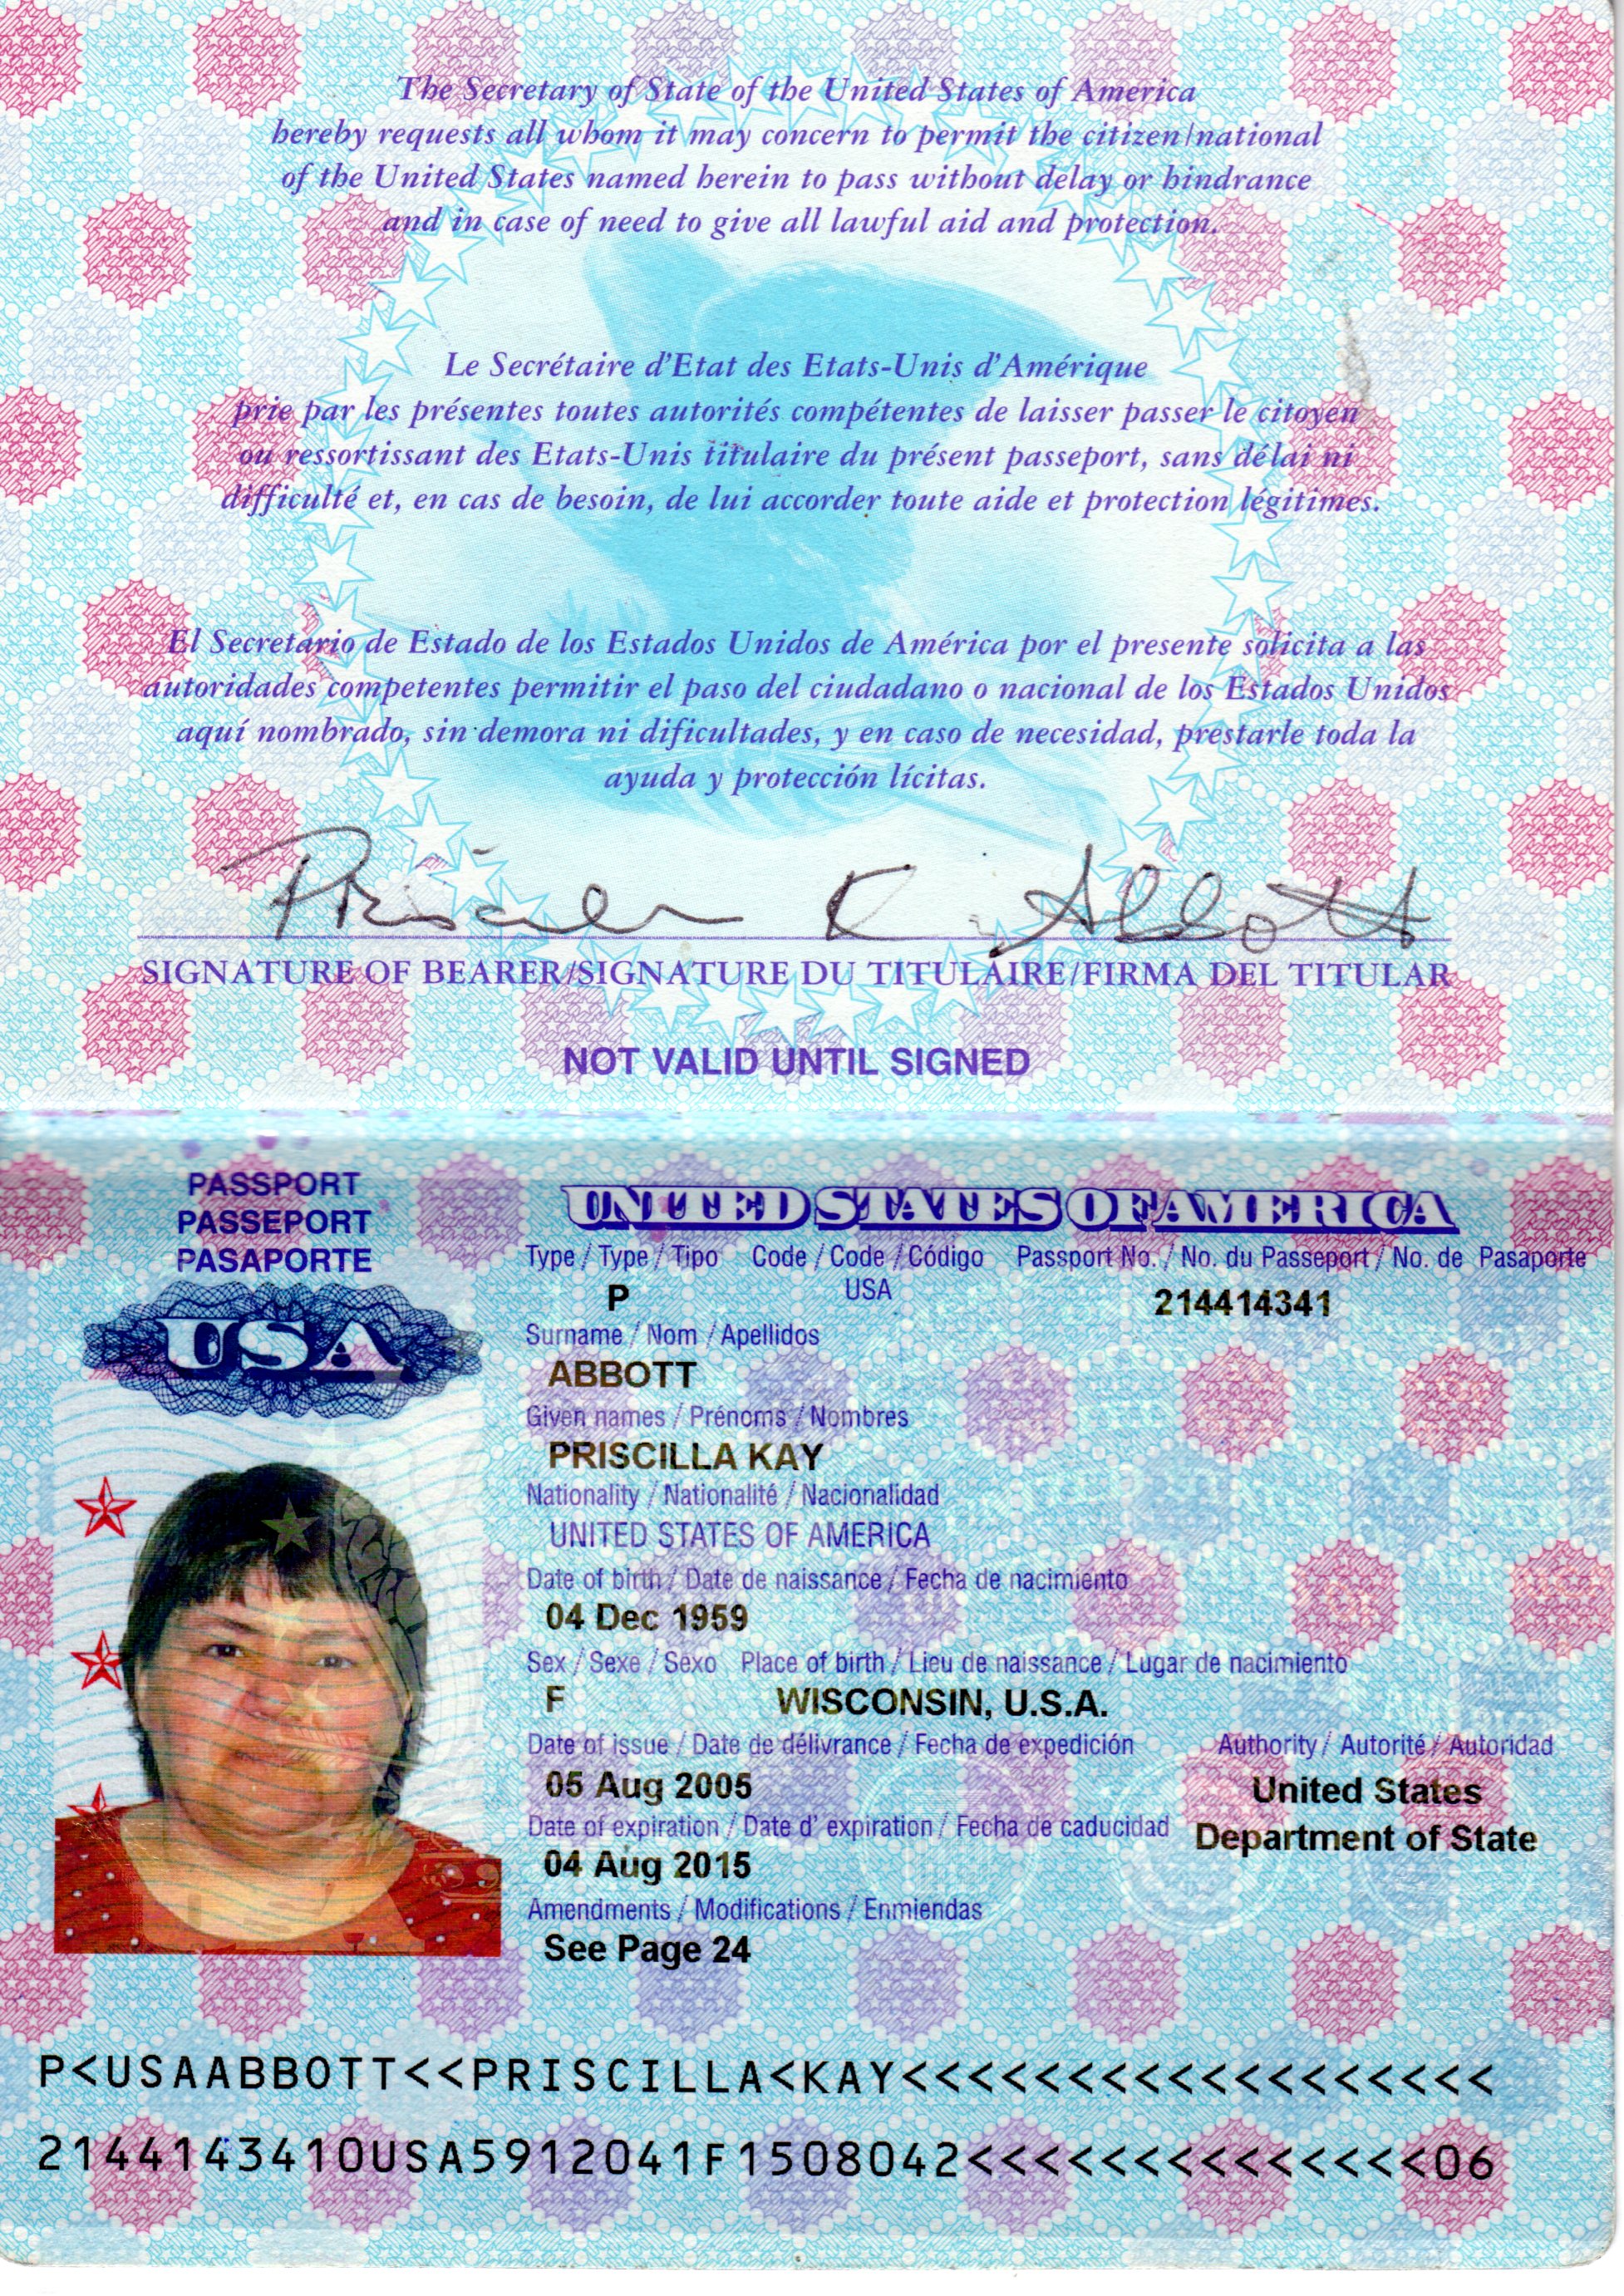 The Secretary of State of the United States of America
hereby requests all whom it may concern to permit the citizen/national
of the United States named herein to pass without delay or hindrance
and in case of need to give all lawful aid and protection.
Le Secrétaire d'Etat des Etats-Unis d'Amérique
prie par les présentes toutes autorités compétentes de laisser passer le citoyen
ou ressortissant des Etats-Unis titulaire du présent passeport, sans délai ni
difficulté et, en cas de besoin, de lui accorder toute aide et protection légitimes.
El Secretario de Estado de los Estados Unidos de América por el presente solicita a las
autoridades competentes permitir el paso del ciudadano o nacional de los Estados Unidos
aquí nombrado, sin demora ni dificultades, y en caso de necesidad, prestarle toda la
ayuda y protección lícitas.
Priscilla K. Abbott
SIGNATURE OF BEARER/SIGNATURE DU TITULAIRE/FIRMA DEL TITULAR
NOT VALID UNTIL SIGNED
PASSPORT
PASSEPORT
PASAPORTE
USA
UNITED STATES OF AMERICA
Type / Type / Tipo Code / Code / Código Passport No. / No. du Passeport / No. de Pasaporte
P USA 214414341
Surname / Nom / Apellidos
ABBOTT
Given names / Prénoms / Nombres
PRISCILLA KAY
Nationality / Nationalité / Nacionalidad
UNITED STATES OF AMERICA
Date of birth / Date de naissance / Fecha de nacimiento
04 Dec 1959
Sex / Sexe / Sexo Place of birth / Lieu de naissance / Lugar de nacimiento
F WISCONSIN, U.S.A.
Date of issue / Date de délivrance / Fecha de expedición Authority / Autorité / Autoridad
05 Aug 2005 United States
Date of expiration / Date d' expiration / Fecha de caducidad Department of State
04 Aug 2015
Amendments / Modifications / Enmiendas
See Page 24
P<USAABBOTT<<PRISCILLA<KAY<<<<<<<<<<<<<<<<<<
2144143410USA5912041F1508042<<<<<<<<<<<<<<06